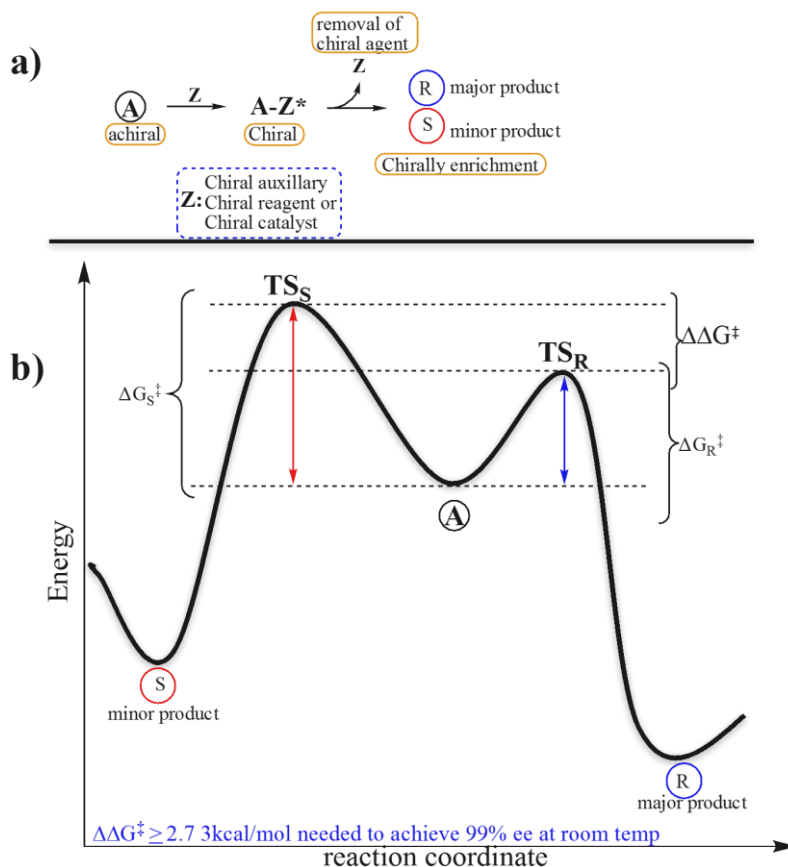 removal of
chiral agent
a)
Z
Z
A
A-Z*
R major product
S minor product
achiral
Chiral
Chirally enrichment
Chiral auxillary
Z: Chiral reagent or
Chiral catalyst
TSS
ΔΔG‡
TSR
b)
ΔGS‡
ΔGR‡
A
Energy
S
minor product
R
major product
ΔΔG‡ ≥ 2.7 3kcal/mol needed to achieve 99% ee at room temp
reaction coordinate